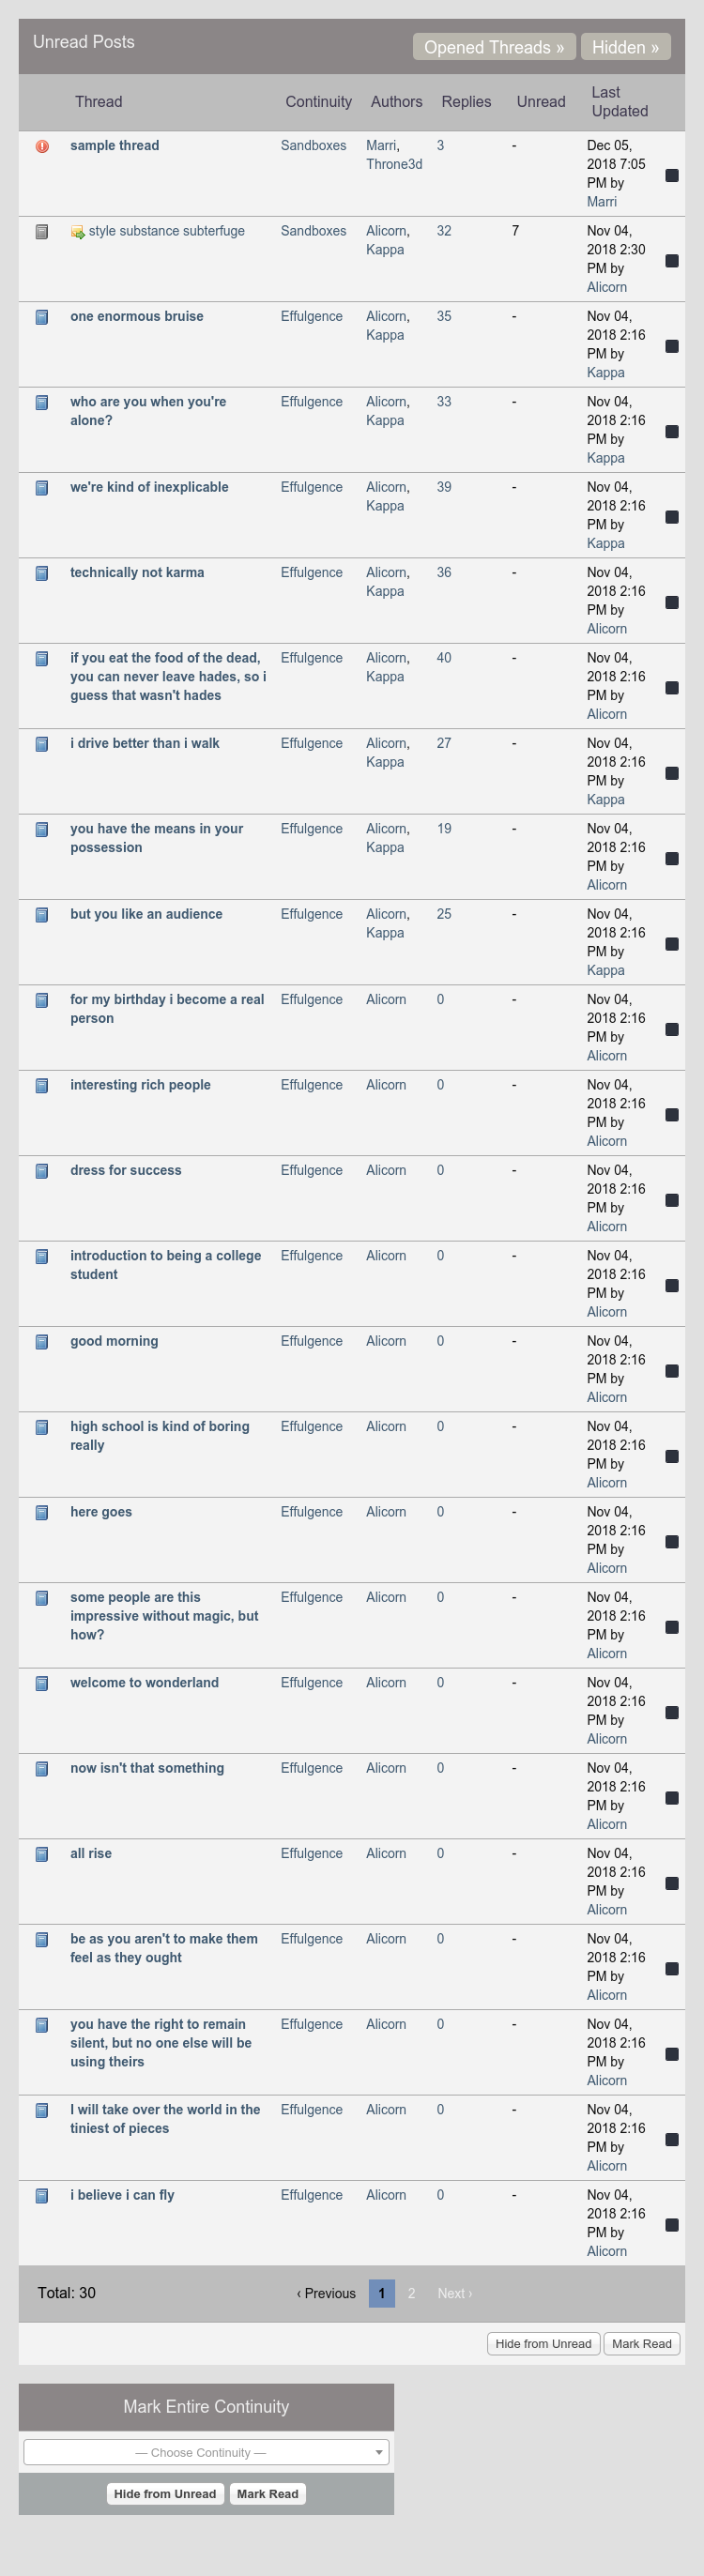 Unread Posts Opened Threads » Hidden »
Thread Continuity Authors Replies Unread Last
Updated
sample thread Sandboxes Marri, 3 - Dec 05,
Throne3d 2018 7:05
PM by
Marri
style substance subterfuge Sandboxes Alicorn, 32 7 Nov 04,
Kappa 2018 2:30
PM by
Alicorn
one enormous bruise Effulgence Alicorn, 35 - Nov 04,
Kappa 2018 2:16
PM by
Kappa
who are you when you're Effulgence Alicorn, 33 - Nov 04,
alone? Kappa 2018 2:16
PM by
Kappa
we're kind of inexplicable Effulgence Alicorn, 39 - Nov 04,
Kappa 2018 2:16
PM by
Kappa
technically not karma Effulgence Alicorn, 36 - Nov 04,
Kappa 2018 2:16
PM by
Alicorn
if you eat the food of the dead, Effulgence Alicorn, 40 - Nov 04,
you can never leave hades, so i Kappa 2018 2:16
guess that wasn't hades PM by
Alicorn
i drive better than i walk Effulgence Alicorn, 27 - Nov 04,
Kappa 2018 2:16
PM by
Kappa
you have the means in your Effulgence Alicorn, 19 - Nov 04,
possession Kappa 2018 2:16
PM by
Alicorn
but you like an audience Effulgence Alicorn, 25 - Nov 04,
Kappa 2018 2:16
PM by
Kappa
for my birthday i become a real Effulgence Alicorn 0 - Nov 04,
person 2018 2:16
PM by
Alicorn
interesting rich people Effulgence Alicorn 0 - Nov 04,
2018 2:16
PM by
Alicorn
dress for success Effulgence Alicorn 0 - Nov 04,
2018 2:16
PM by
Alicorn
introduction to being a college Effulgence Alicorn 0 - Nov 04,
student 2018 2:16
PM by
Alicorn
good morning Effulgence Alicorn 0 - Nov 04,
2018 2:16
PM by
Alicorn
high school is kind of boring Effulgence Alicorn 0 - Nov 04,
really 2018 2:16
PM by
Alicorn
here goes Effulgence Alicorn 0 - Nov 04,
2018 2:16
PM by
Alicorn
some people are this Effulgence Alicorn 0 - Nov 04,
impressive without magic, but 2018 2:16
how? PM by
Alicorn
welcome to wonderland Effulgence Alicorn 0 - Nov 04,
2018 2:16
PM by
Alicorn
now isn't that something Effulgence Alicorn 0 - Nov 04,
2018 2:16
PM by
Alicorn
all rise Effulgence Alicorn 0 - Nov 04,
2018 2:16
PM by
Alicorn
be as you aren't to make them Effulgence Alicorn 0 - Nov 04,
feel as they ought 2018 2:16
PM by
Alicorn
you have the right to remain Effulgence Alicorn 0 - Nov 04,
silent, but no one else will be 2018 2:16
using theirs PM by
Alicorn
I will take over the world in the Effulgence Alicorn 0 - Nov 04,
tiniest of pieces 2018 2:16
PM by
Alicorn
i believe i can fly Effulgence Alicorn 0 - Nov 04,
2018 2:16
PM by
Alicorn
Total: 30 ‹ Previous 1 2 Next ›
Hide from Unread Mark Read
Mark Entire Continuity
— Choose Continuity —
Hide from Unread Mark Read